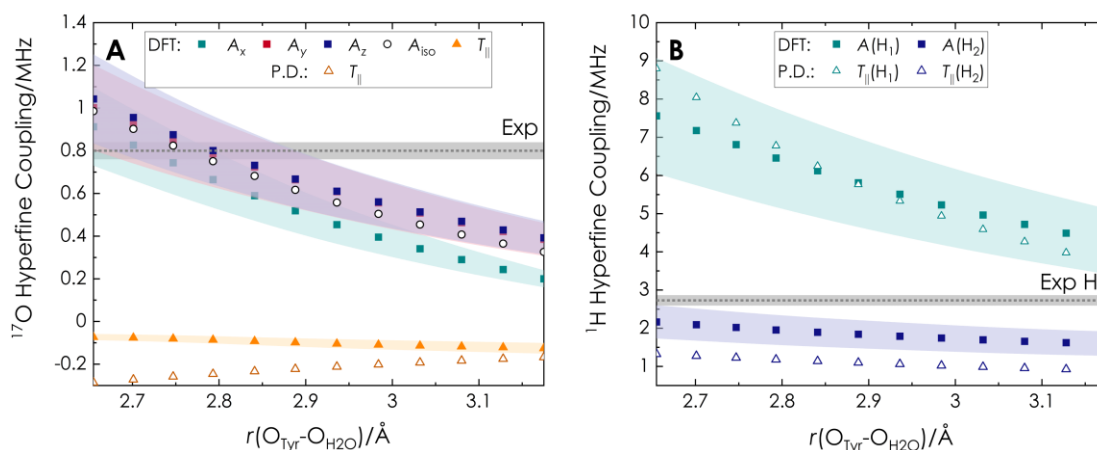 A
DFT: Ax Ay Az Aiso T||
P.D.: T||
Exp
17O Hyperfine Coupling/MHz
1.4
1.2
1
0.8
0.6
0.4
0.2
0
-0.2
2.7 2.8 2.9 3 3.1
r(OTyr-OH2O)/Å
B
DFT: A(H1) A(H2)
P.D.: T||(H1) T||(H2)
Exp H
1H Hyperfine Coupling/MHz
10
9
8
7
6
5
4
3
2
1
2.7 2.8 2.9 3 3.1
r(OTyr-OH2O)/Å